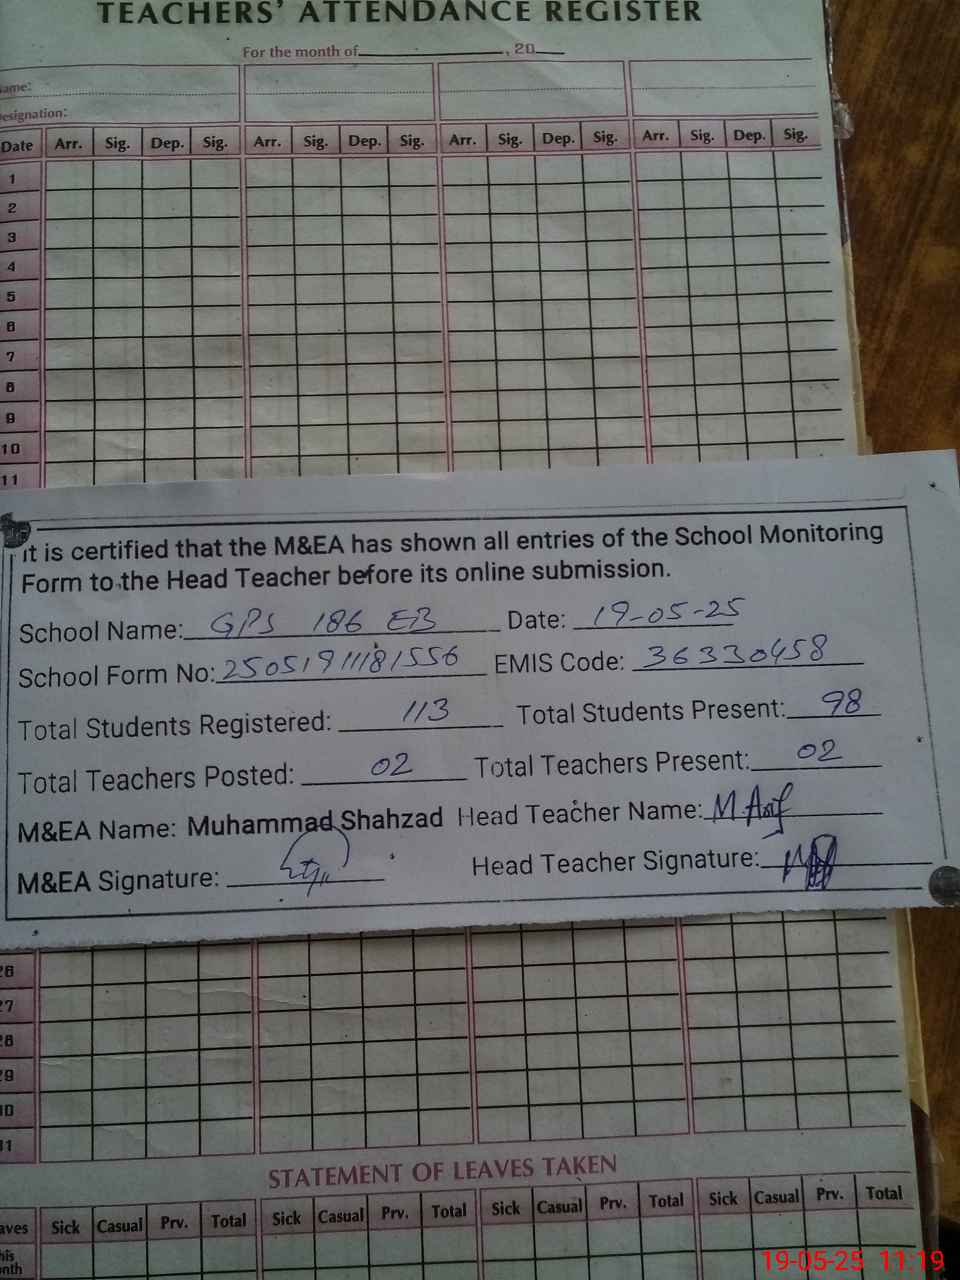 TEACHERS' ATTENDANCE REGISTER
For the month of , 20
ame:
esignation:
Date Arr. Sig. Dep. Sig. Arr. Sig. Dep. Sig. Arr. Sig. Dep. Sig. Arr. Sig. Dep. Sig.
1
2
3
4
5
6
7
8
9
10
11
It is certified that the M&EA has shown all entries of the School Monitoring
Form to the Head Teacher before its online submission.
School Name: GPS 186 EB Date: 19-05-25
School Form No: 250519111181556 EMIS Code: 36330458
Total Students Registered: 113 Total Students Present: 98
Total Teachers Posted: 02 Total Teachers Present: 02
M&EA Name: Muhammad Shahzad Head Teacher Name: M Asif
M&EA Signature: Head Teacher Signature:
26
27
28
29
30
31
STATEMENT OF LEAVES TAKEN
aves Sick Casual Prv. Total Sick Casual Prv. Total Sick Casual Prv. Total Sick Casual Prv. Total
his
onth
19-05-25 11:19